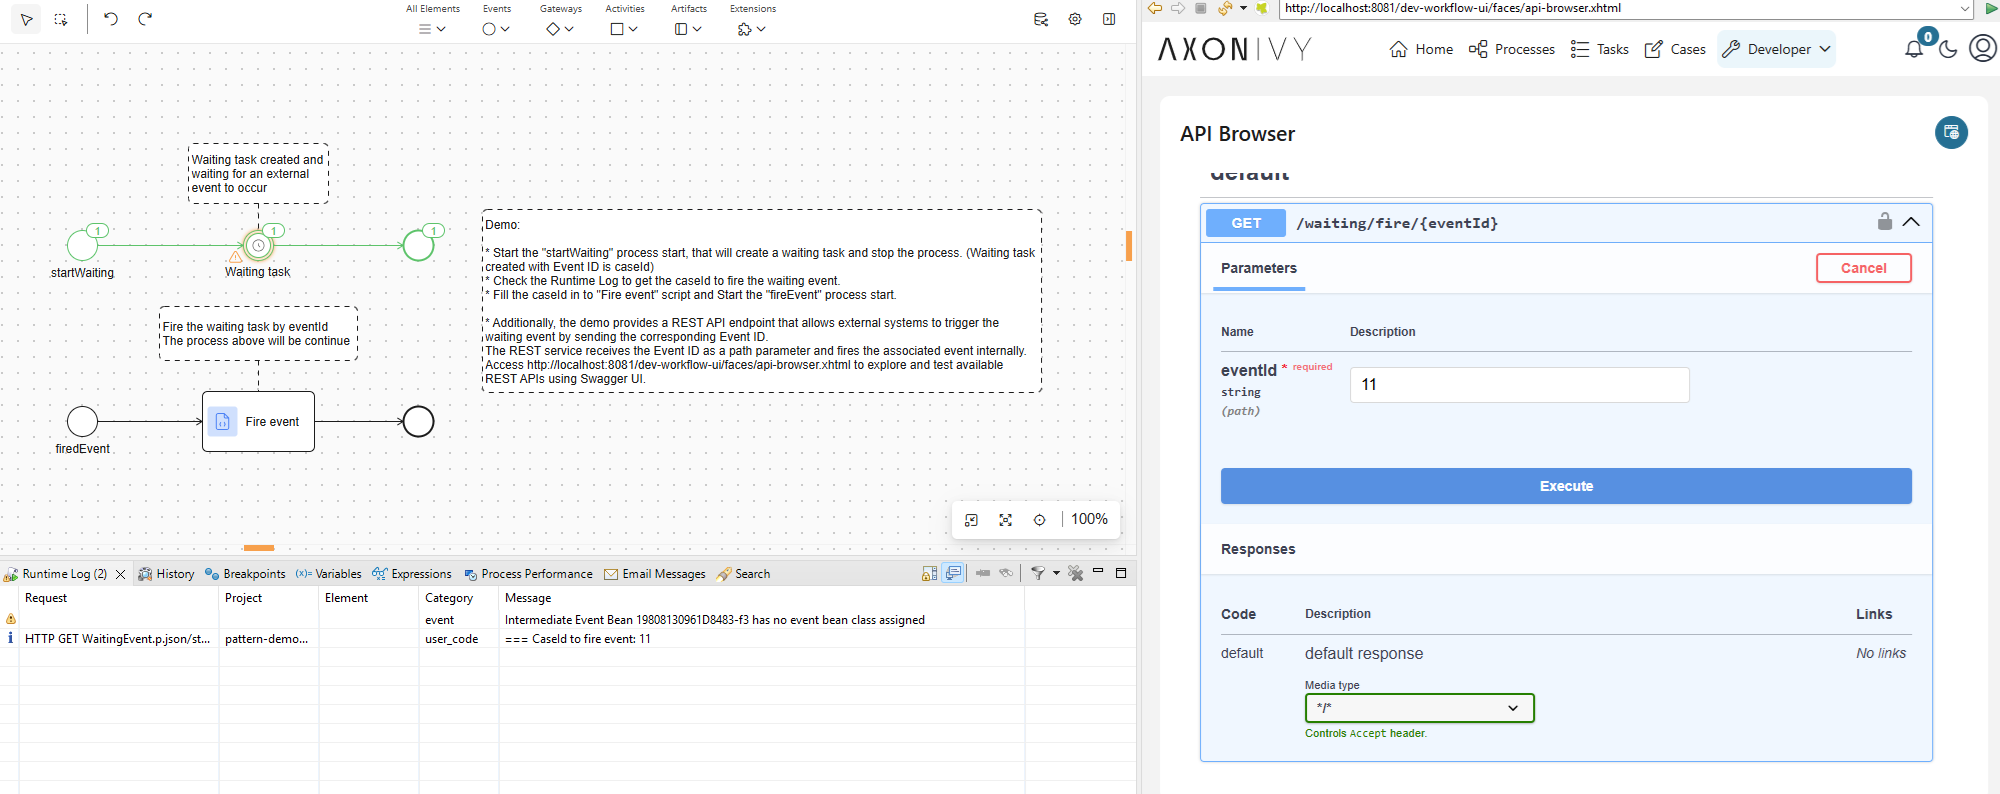 All Elements
Events
Gateways
Activities
Artifacts
Extensions
Waiting task created and
waiting for an external
event to occur
1
1
1
startWaiting
Waiting task
Demo:
* Start the "startWaiting" process start, that will create a waiting task and stop the process. (Waiting task
created with Event ID is caseId)
* Check the Runtime Log to get the caseId to fire the waiting event.
* Fill the caseId in to "Fire event" script and Start the "fireEvent" process start.
* Additionally, the demo provides a REST API endpoint that allows external systems to trigger the
waiting event by sending the corresponding Event ID.
The REST service receives the Event ID as a path parameter and fires the associated event internally.
Access http://localhost:8081/dev-workflow-ui/faces/api-browser.xhtml to explore and test available
REST APIs using Swagger UI.
Fire the waiting task by eventId
The process above will be continue
Fire event
firedEvent
100%
Runtime Log (2)
History
Breakpoints
(x)= Variables
Expressions
Process Performance
Email Messages
Search
Request Project Element Category Message
event Intermediate Event Bean 19808130961D8483-f3 has no event bean class assigned
HTTP GET WaitingEvent.p.json/st... pattern-demo... user_code === CaseId to fire event: 11
http://localhost:8081/dev-workflow-ui/faces/api-browser.xhtml
AXONIVY
Home
Processes
Tasks
Cases
Developer
0
API Browser
default
GET /waiting/fire/{eventId}
Parameters
Cancel
Name Description
eventId * required
string
(path)
11
Execute
Responses
Code Description Links
default default response No links
Media type
*/*
Controls Accept header.